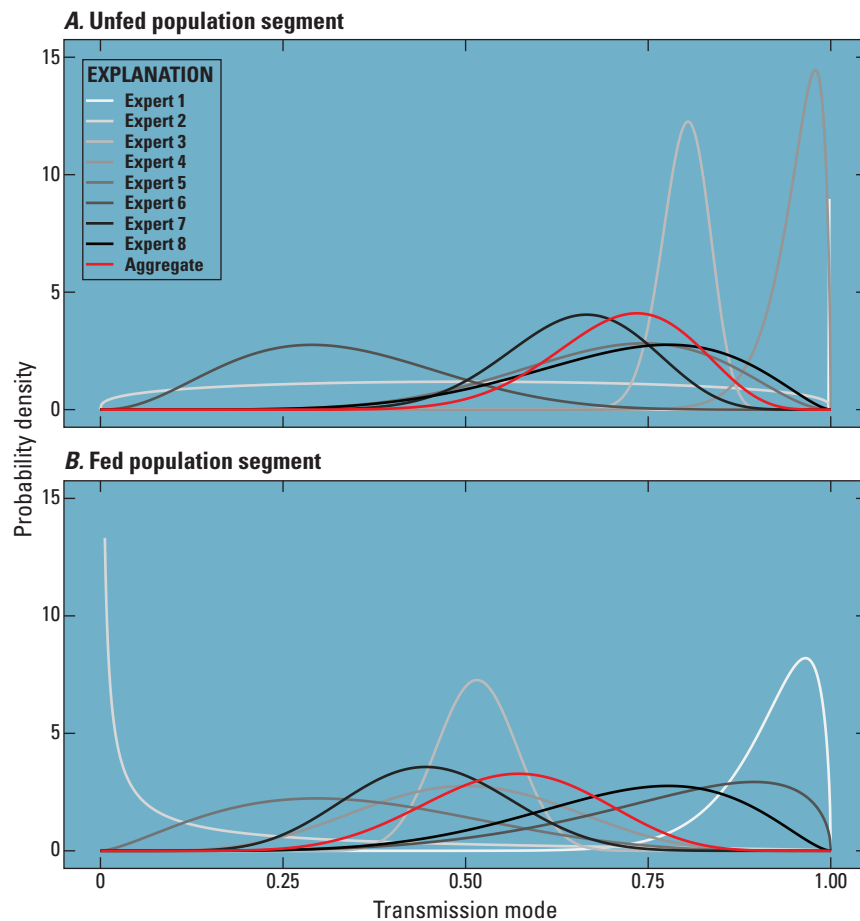 A. Unfed population segment
15
10
5
0
EXPLANATION
Expert 1
Expert 2
Expert 3
Expert 4
Expert 5
Expert 6
Expert 7
Expert 8
Aggregate
Probability density
B. Fed population segment
15
10
5
0
0
0.25
0.50
0.75
1.00
Transmission mode